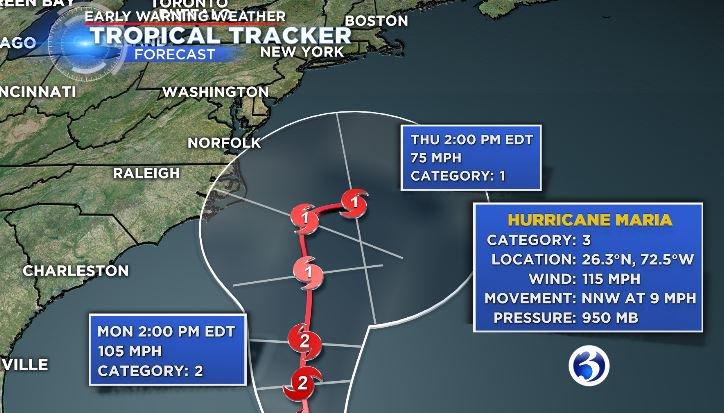 GREEN BAY
TORONTO
EARLY WARNING WEATHER
TROPICAL TRACKER
FORECAST
BOSTON
NEW YORK
WASHINGTON
NORFOLK
RALEIGH
CHARLESTON
THU 2:00 PM EDT
75 MPH
CATEGORY: 1
1
1
1
2
2
HURRICANE MARIA
CATEGORY: 3
LOCATION: 26.3°N, 72.5°W
WIND: 115 MPH
MOVEMENT: NNW AT 9 MPH
PRESSURE: 950 MB
MON 2:00 PM EDT
105 MPH
CATEGORY: 2
AGO
NCINNATI
VILLE
3